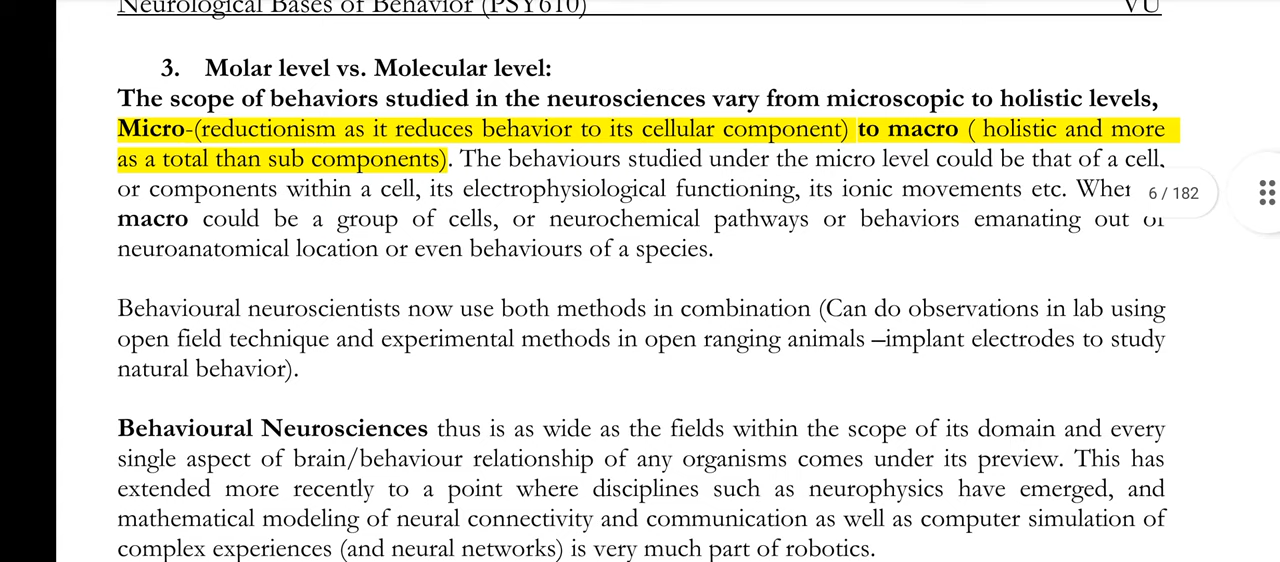 Neurological Bases of Behavior (PSY610) VU
3. Molar level vs. Molecular level:
The scope of behaviors studied in the neurosciences vary from microscopic to holistic levels,
Micro-(reductionism as it reduces behavior to its cellular component) to macro ( holistic and more
as a total than sub components). The behaviours studied under the micro level could be that of a cell,
or components within a cell, its electrophysiological functioning, its ionic movements etc. Wher
6 / 182
macro could be a group of cells, or neurochemical pathways or behaviors emanating out of
neuroanatomical location or even behaviours of a species.
Behavioural neuroscientists now use both methods in combination (Can do observations in lab using
open field technique and experimental methods in open ranging animals –implant electrodes to study
natural behavior).
Behavioural Neurosciences thus is as wide as the fields within the scope of its domain and every
single aspect of brain/behaviour relationship of any organisms comes under its preview. This has
extended more recently to a point where disciplines such as neurophysics have emerged, and
mathematical modeling of neural connectivity and communication as well as computer simulation of
complex experiences (and neural networks) is very much part of robotics.